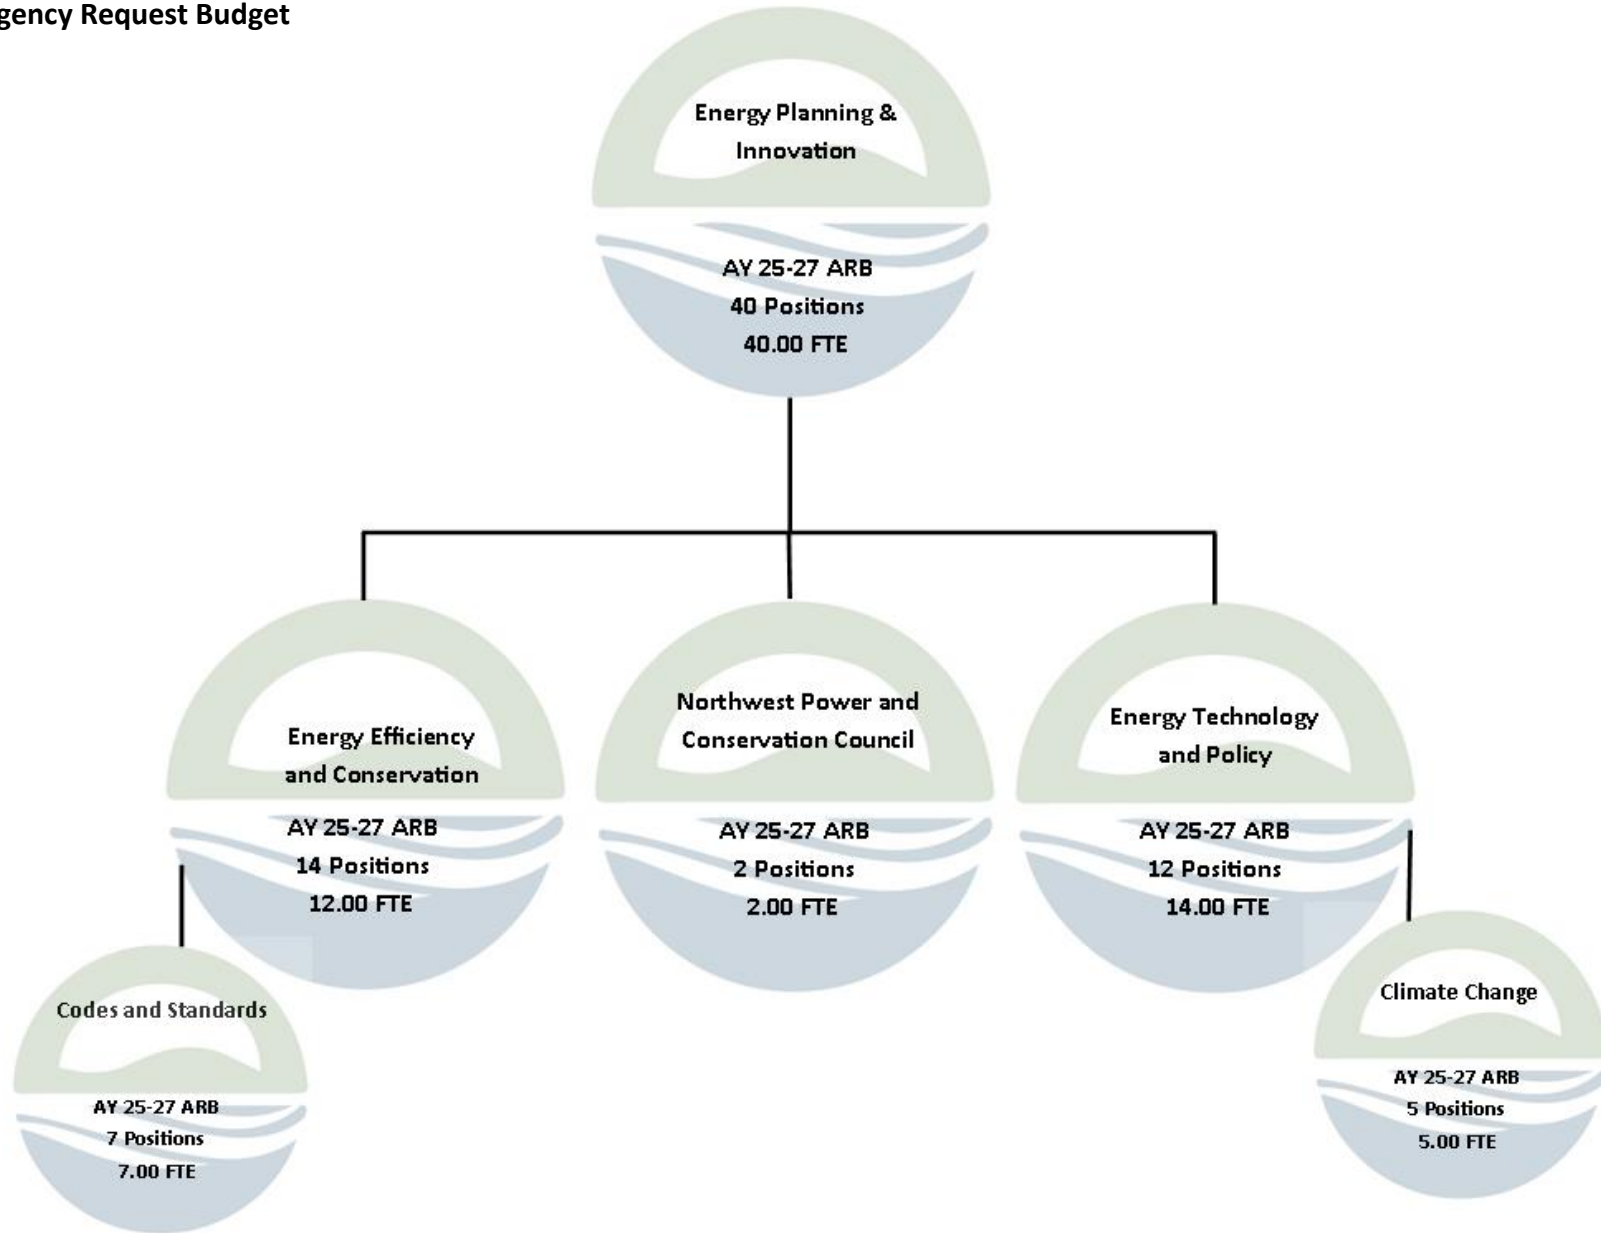 gency Request Budget
Energy Planning &
Innovation
AY 25-27 ARB
40 Positions
40.00 FTE
Energy Efficiency
and Conservation
AY 25-27 ARB
14 Positions
12.00 FTE
Northwest Power and
Conservation Council
AY 25-27 ARB
2 Positions
2.00 FTE
Energy Technology
and Policy
AY 25-27 ARB
12 Positions
14.00 FTE
Codes and Standards
AY 25-27 ARB
7 Positions
7.00 FTE
Climate Change
AY 25-27 ARB
5 Positions
5.00 FTE